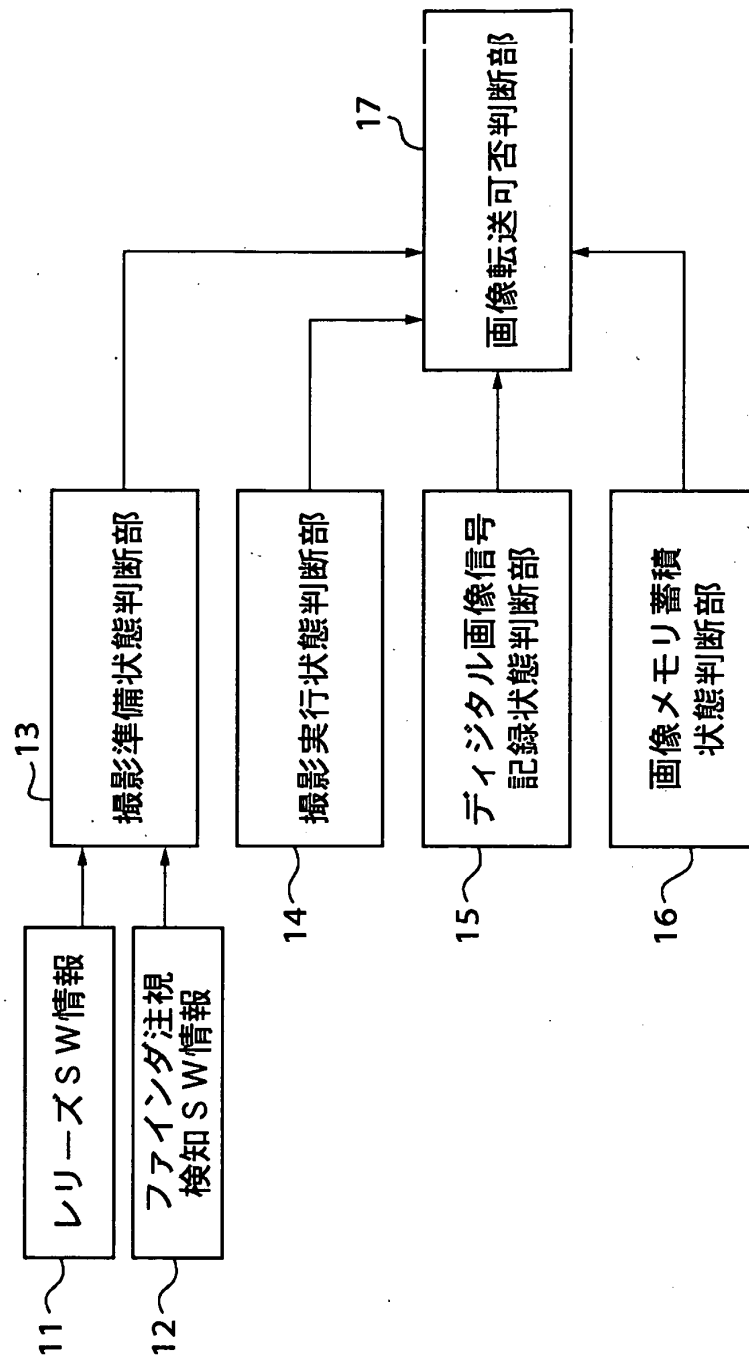 11
レリーズＳＷ情報
12
ファインダ注視
検知ＳＷ情報
13
撮影準備状態判断部
14
撮影実行状態判断部
15
ディジタル画像信号
記録状態判断部
16
画像メモリ蓄積
状態判断部
17
画像転送可否判断部